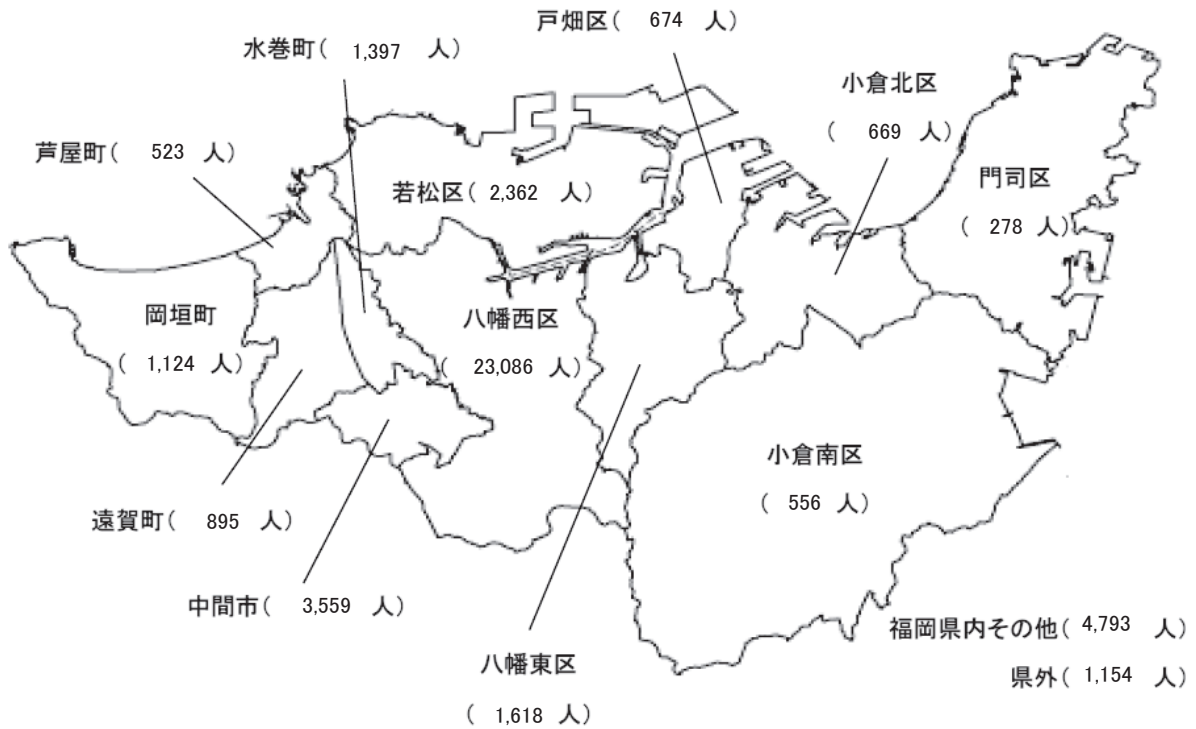 戸畑区( 674 人)
水巻町( 1,397 人)
小倉北区
( 669 人)
芦屋町( 523 人)
若松区( 2,362 人)
門司区
( 278 人)
岡垣町
( 1,124 人)
八幡西区
( 23,086 人)
小倉南区
( 556 人)
遠賀町( 895 人)
中間市( 3,559 人)
福岡県内その他( 4,793 人)
八幡東区
( 1,618 人)
県外( 1,154 人)